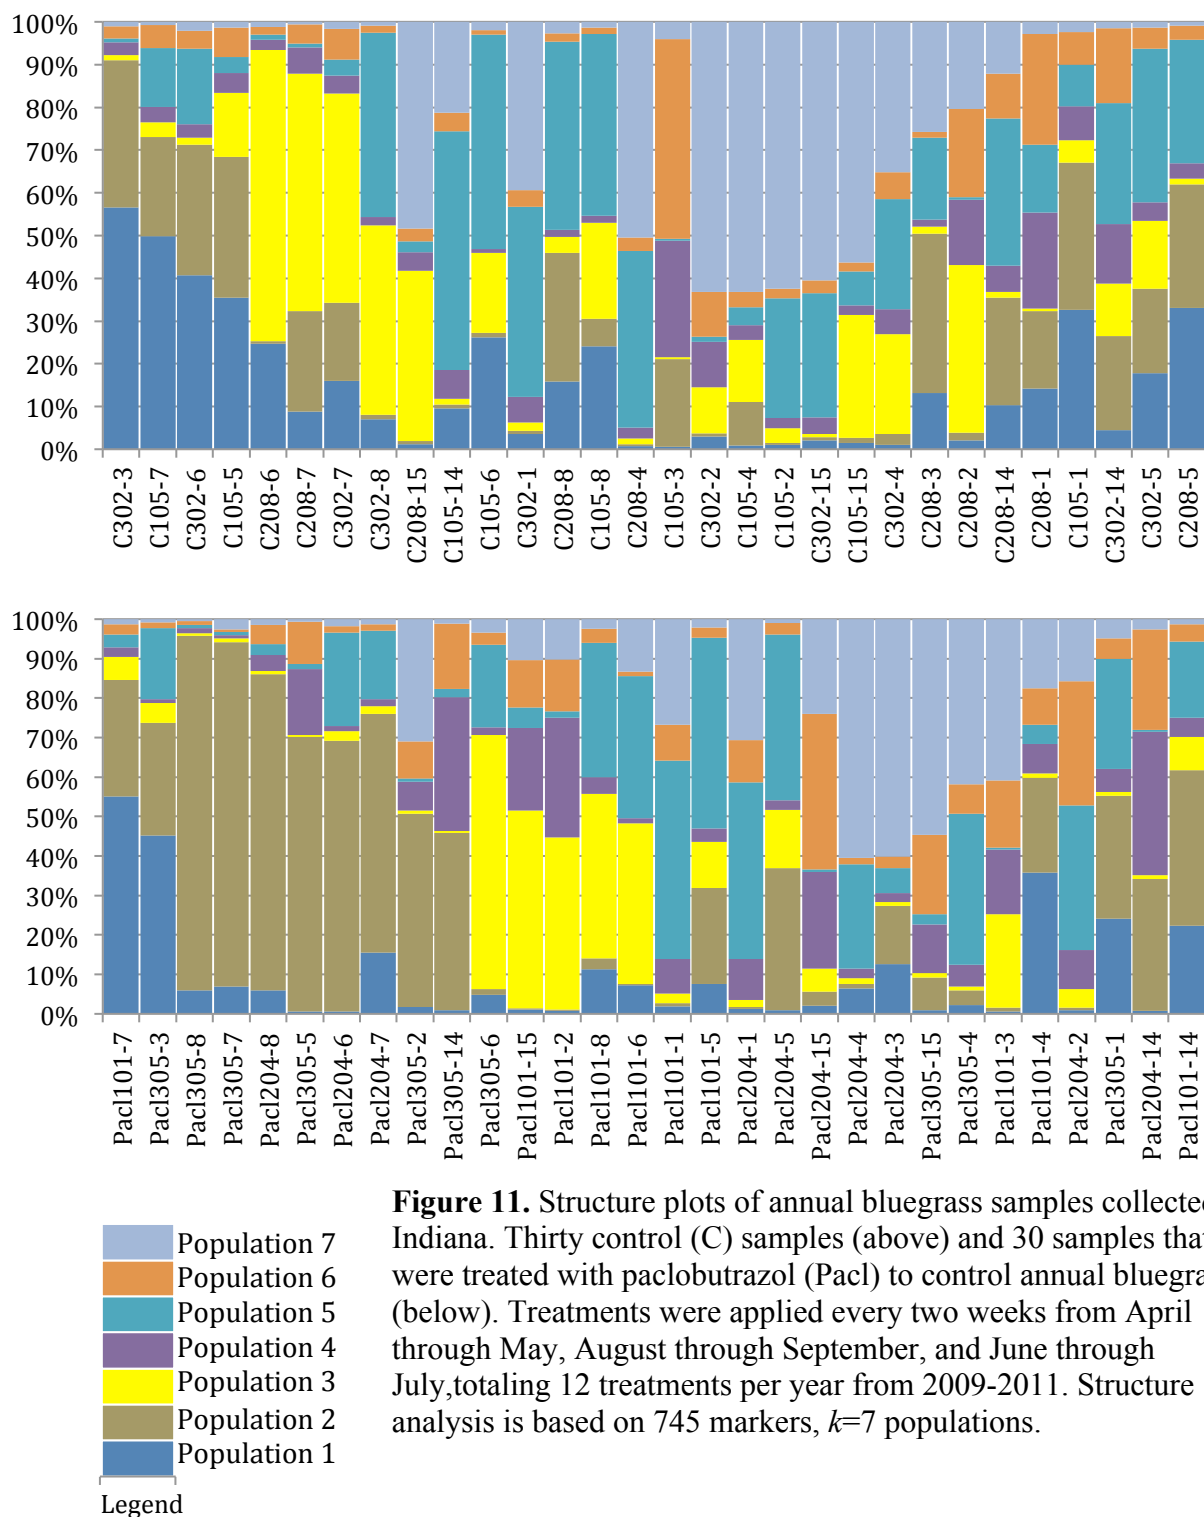 100%
90%
80%
70%
60%
50%
40%
30%
20%
10%
0%
C302-3
C105-7
C302-6
C105-5
C208-6
C208-7
C302-7
C302-8
C208-15
C105-14
C105-6
C302-1
C208-8
C105-8
C208-4
C105-3
C302-2
C105-4
C105-2
C302-15
C105-15
C302-4
C208-3
C208-2
C208-14
C208-1
C105-1
C302-14
C302-5
C208-5
100%
90%
80%
70%
60%
50%
40%
30%
20%
10%
0%
Pacl101-7
Pacl305-3
Pacl305-8
Pacl305-7
Pacl204-8
Pacl305-5
Pacl204-6
Pacl204-7
Pacl305-2
Pacl305-14
Pacl305-6
Pacl101-15
Pacl101-2
Pacl101-8
Pacl101-6
Pacl101-1
Pacl101-5
Pacl204-1
Pacl204-5
Pacl204-15
Pacl204-4
Pacl204-3
Pacl305-15
Pacl305-4
Pacl101-3
Pacl101-4
Pacl204-2
Pacl305-1
Pacl204-14
Pacl101-14
Population 7
Population 6
Population 5
Population 4
Population 3
Population 2
Population 1
Legend
Figure 11. Structure plots of annual bluegrass samples collected
Indiana. Thirty control (C) samples (above) and 30 samples that
were treated with paclobutrazol (Pacl) to control annual bluegra
(below). Treatments were applied every two weeks from April
through May, August through September, and June through
July,totaling 12 treatments per year from 2009-2011. Structure
analysis is based on 745 markers, k=7 populations.